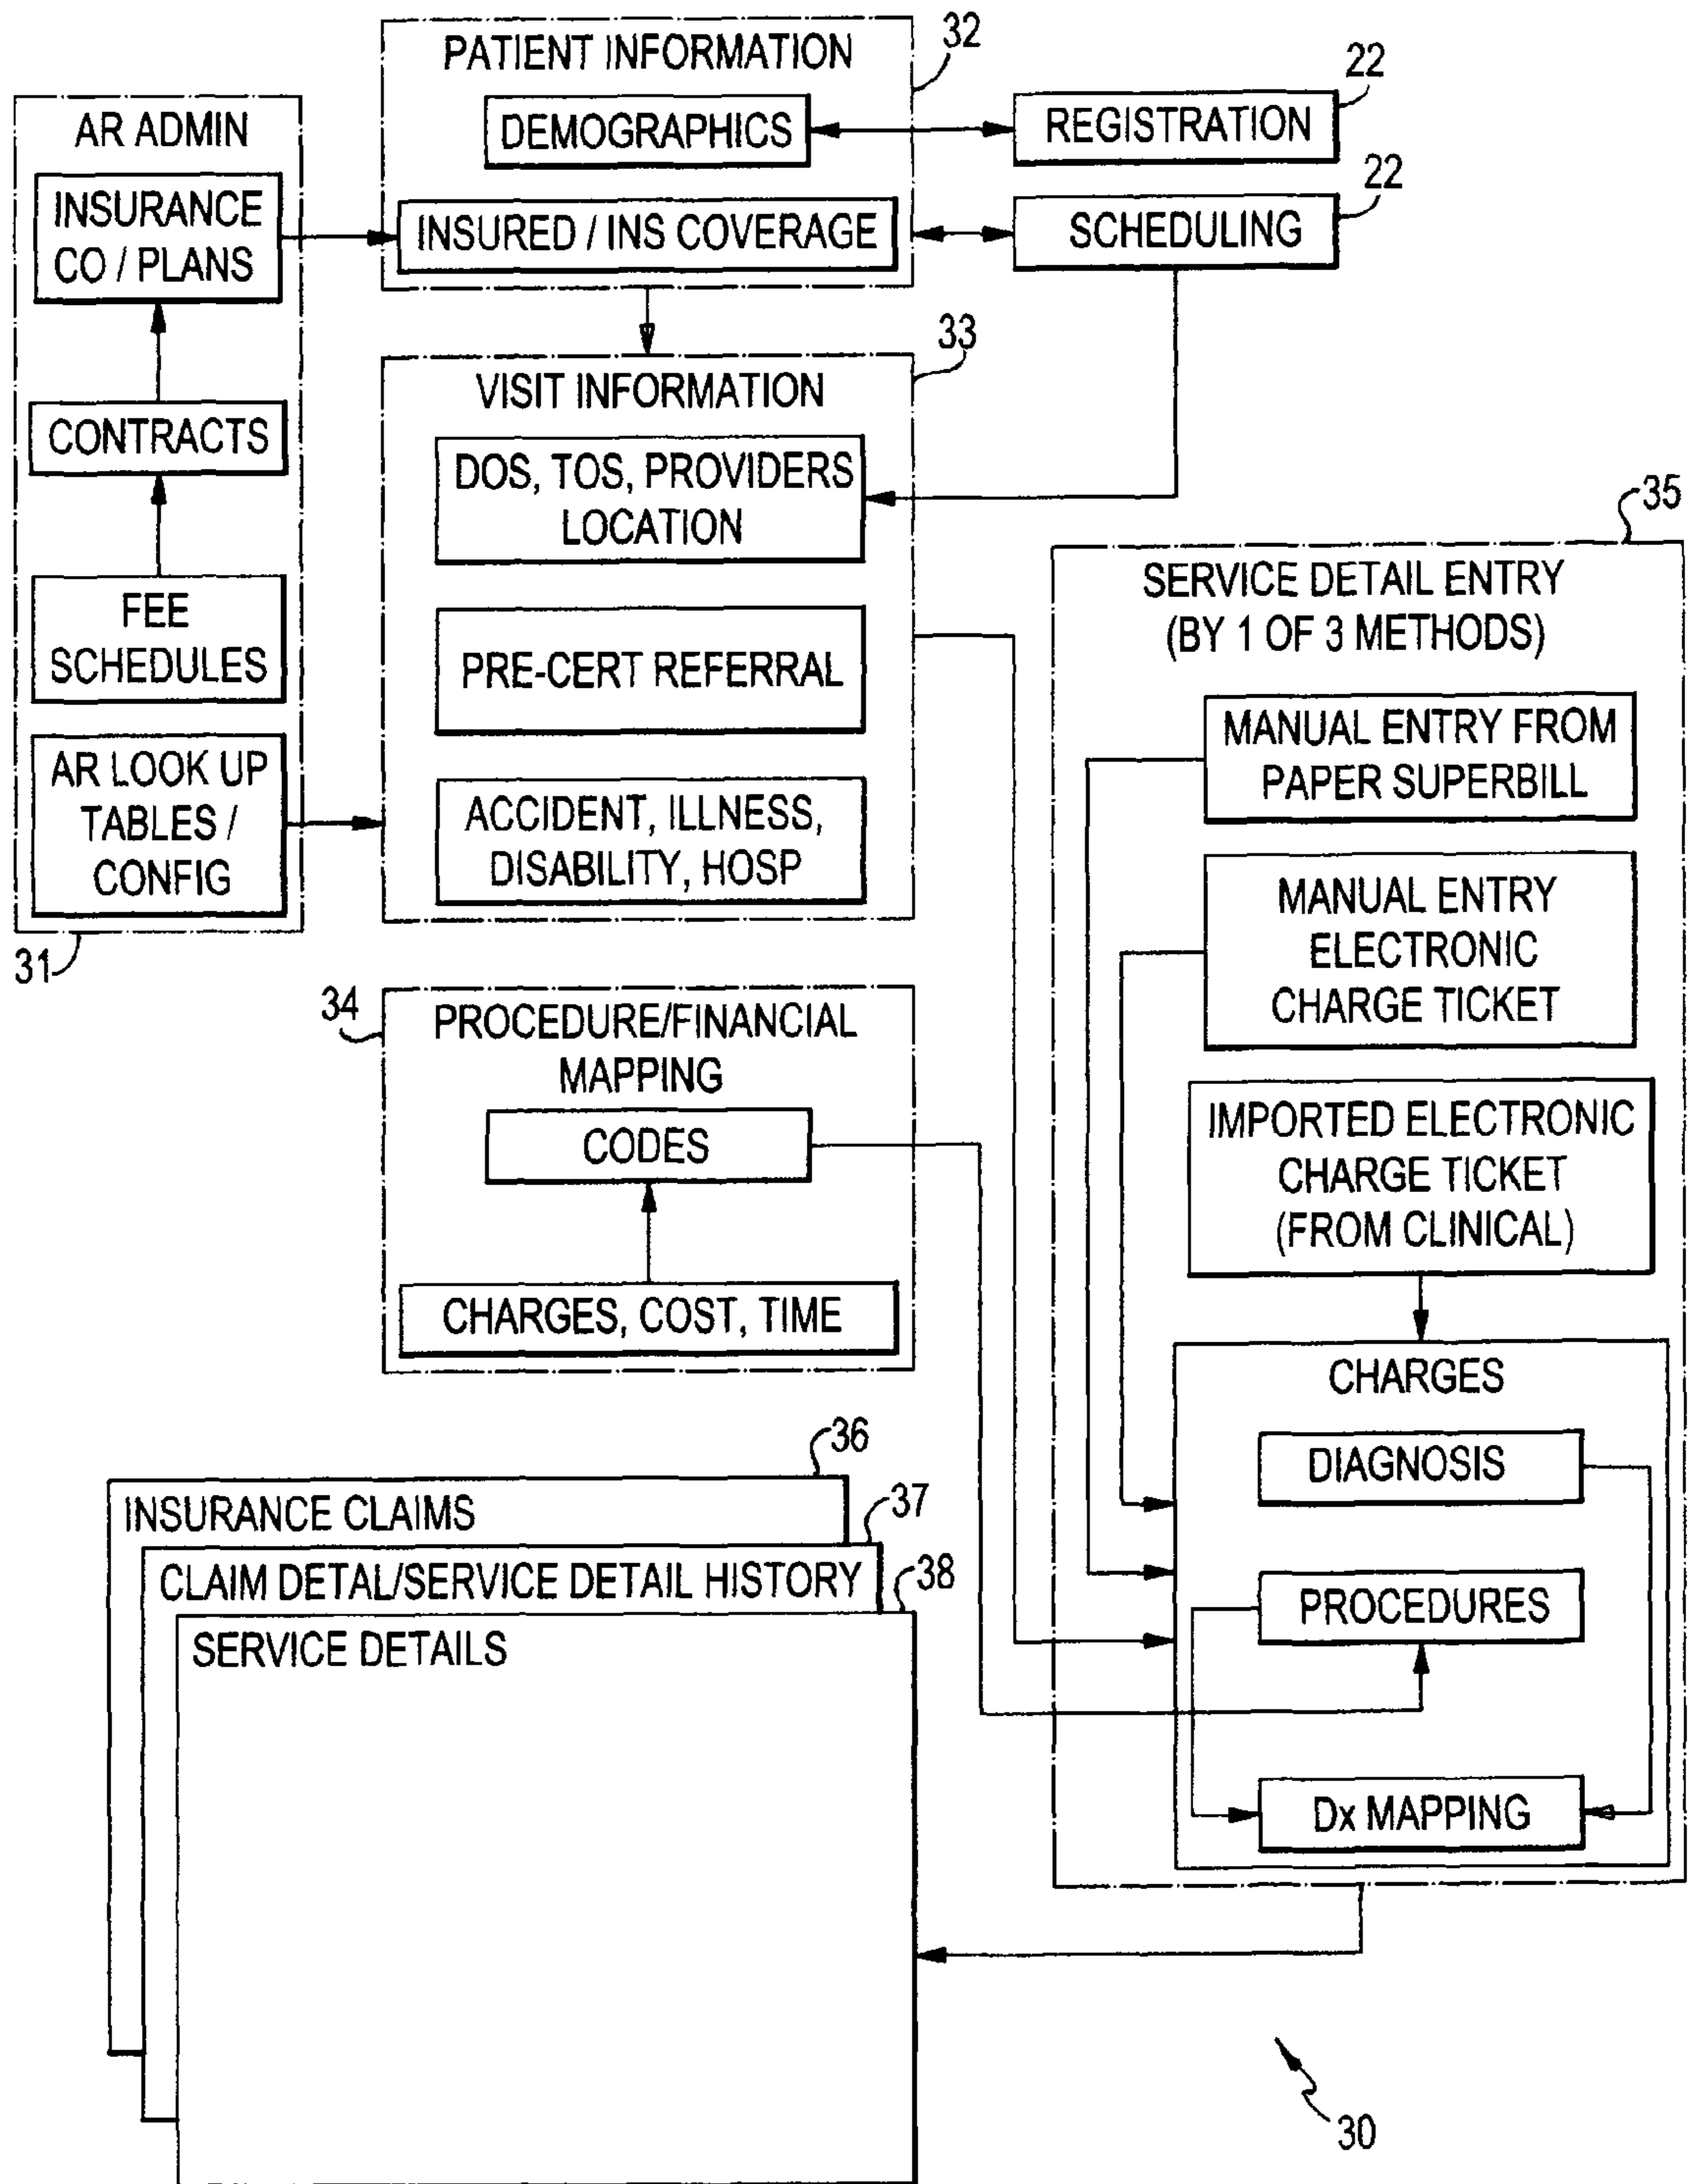 PATIENT INFORMATION
32
DEMOGRAPHICS
REGISTRATION
22
INSURED / INS COVERAGE
SCHEDULING
22
AR ADMIN
INSURANCE
CO / PLANS
CONTRACTS
FEE
SCHEDULES
AR LOOK UP
TABLES /
CONFIG
31
VISIT INFORMATION
33
DOS, TOS, PROVIDERS
LOCATION
PRE-CERT REFERRAL
ACCIDENT, ILLNESS,
DISABILITY, HOSP
34
PROCEDURE/FINANCIAL
MAPPING
CODES
CHARGES, COST, TIME
35
SERVICE DETAIL ENTRY
(BY 1 OF 3 METHODS)
MANUAL ENTRY FROM
PAPER SUPERBILL
MANUAL ENTRY
ELECTRONIC
CHARGE TICKET
IMPORTED ELECTRONIC
CHARGE TICKET
(FROM CLINICAL)
CHARGES
DIAGNOSIS
PROCEDURES
Dx MAPPING
36
INSURANCE CLAIMS
37
CLAIM DETAL/SERVICE DETAIL HISTORY
38
SERVICE DETAILS
30